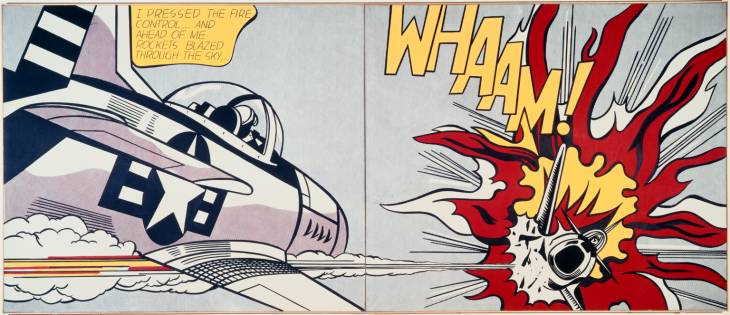 I PRESSED THE FIRE
CONTROL... AND
AHEAD OF ME
ROCKETS BLAZED
THROUGH THE SKY...
WHAAM!